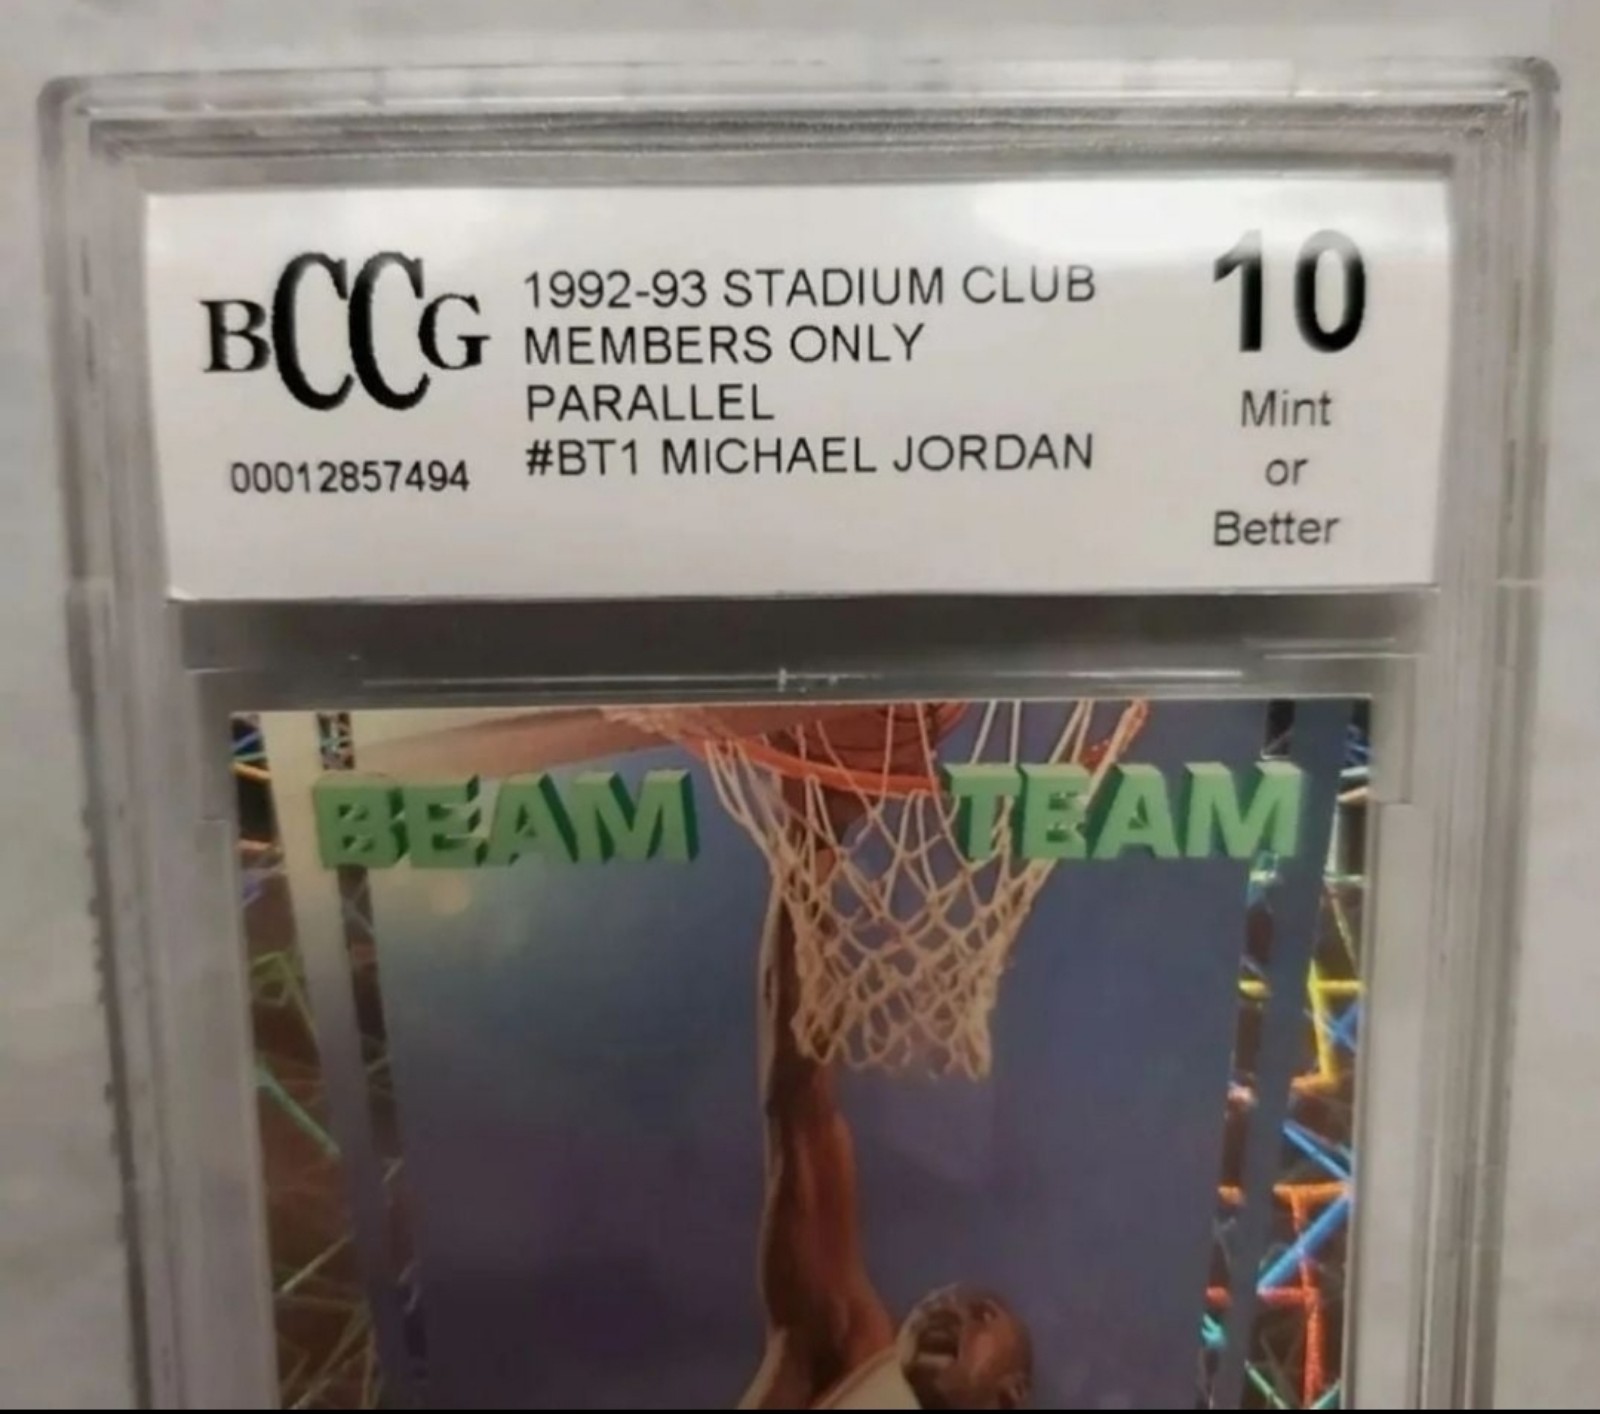 BCCG
00012857494
1992-93 STADIUM CLUB
MEMBERS ONLY
PARALLEL
#BT1 MICHAEL JORDAN
10
Mint
or
Better
BEAM TEAM